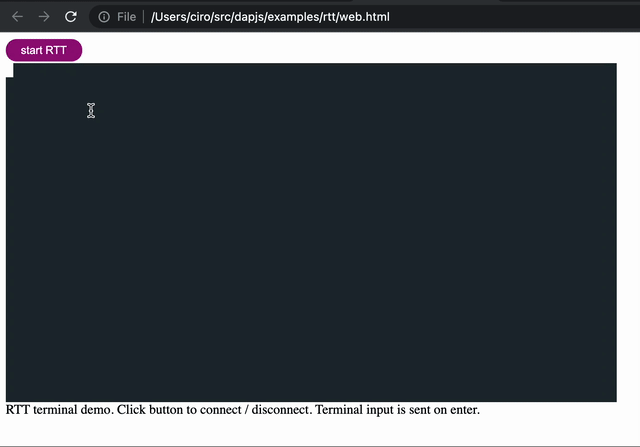 File
/Users/ciro/src/dapjs/examples/rtt/web.html
start RTT
RTT terminal demo. Click button to connect / disconnect. Terminal input is sent on enter.